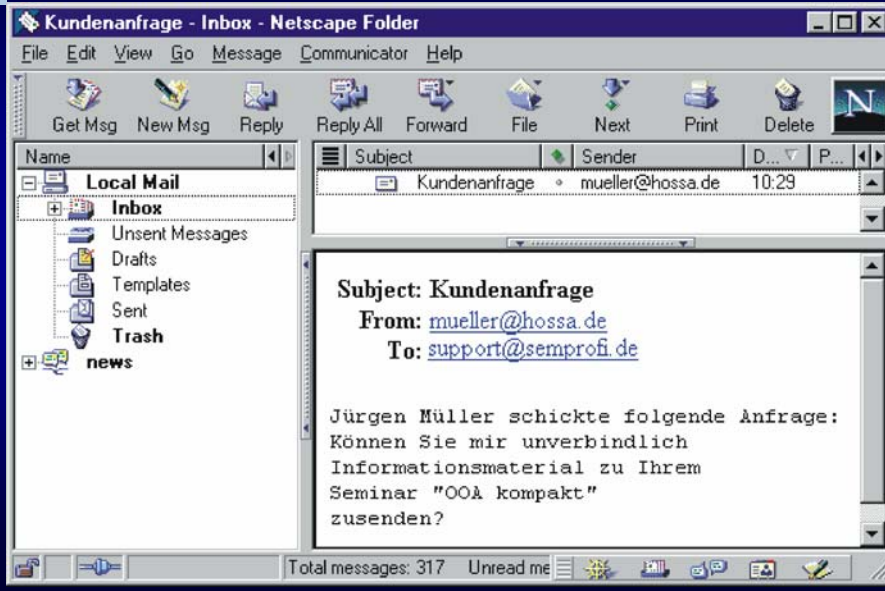 Kundenanfrage - Inbox - Netscape Folder
File Edit View Go Message Communicator Help
Get Msg New Msg Reply Reply All Forward File Next Print Delete N
Name
Local Mail
Inbox
Unsent Messages
Drafts
Templates
Sent
Trash
news
Subject Sender D... P...
Kundenanfrage mueller@hossa.de 10:29
Subject: Kundenanfrage
From: mueller@hossa.de
To: support@semprofi.de
Jürgen Müller schickte folgende Anfrage:
Können Sie mir unverbindlich
Informationsmaterial zu Ihrem
Seminar "OOA kompakt"
zusenden?
Total messages: 317 Unread me